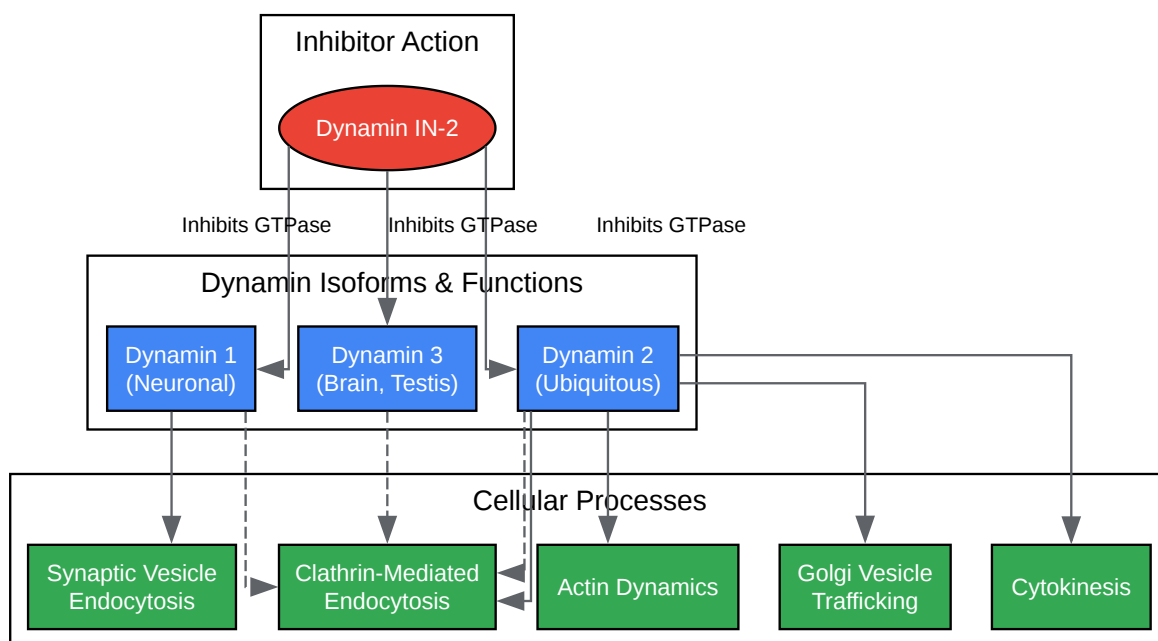 Inhibitor Action
Dynamin IN-2
Inhibits GTPase
Inhibits GTPase
Inhibits GTPase
Dynamin Isoforms & Functions
Dynamin 1
(Neuronal)
Dynamin 3
(Brain, Testis)
Dynamin 2
(Ubiquitous)
Cellular Processes
Synaptic Vesicle
Endocytosis
Clathrin-Mediated
Endocytosis
Actin Dynamics
Golgi Vesicle
Trafficking
Cytokinesis